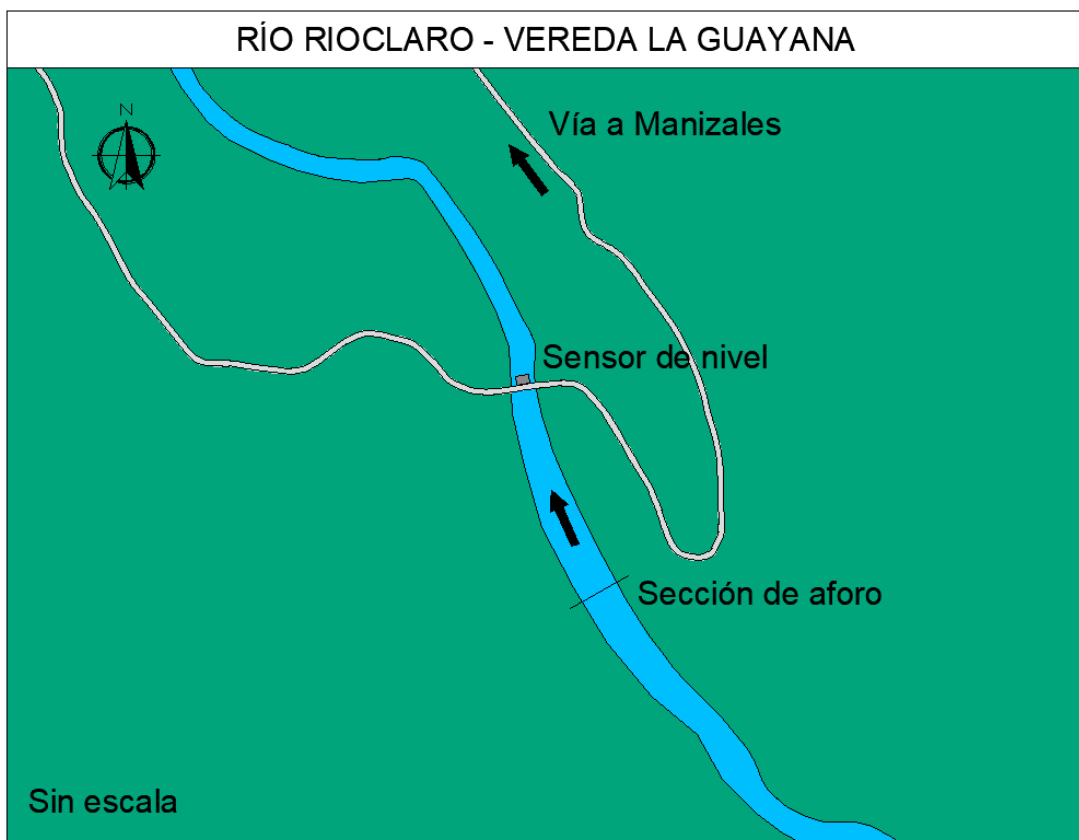 RÍO RIOCLARO - VEREDA LA GUAYANA
N
Vía a Manizales
Sensor de nivel
Sección de aforo
Sin escala